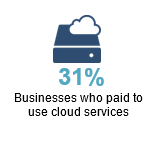 31%
Businesses who paid to
use cloud services